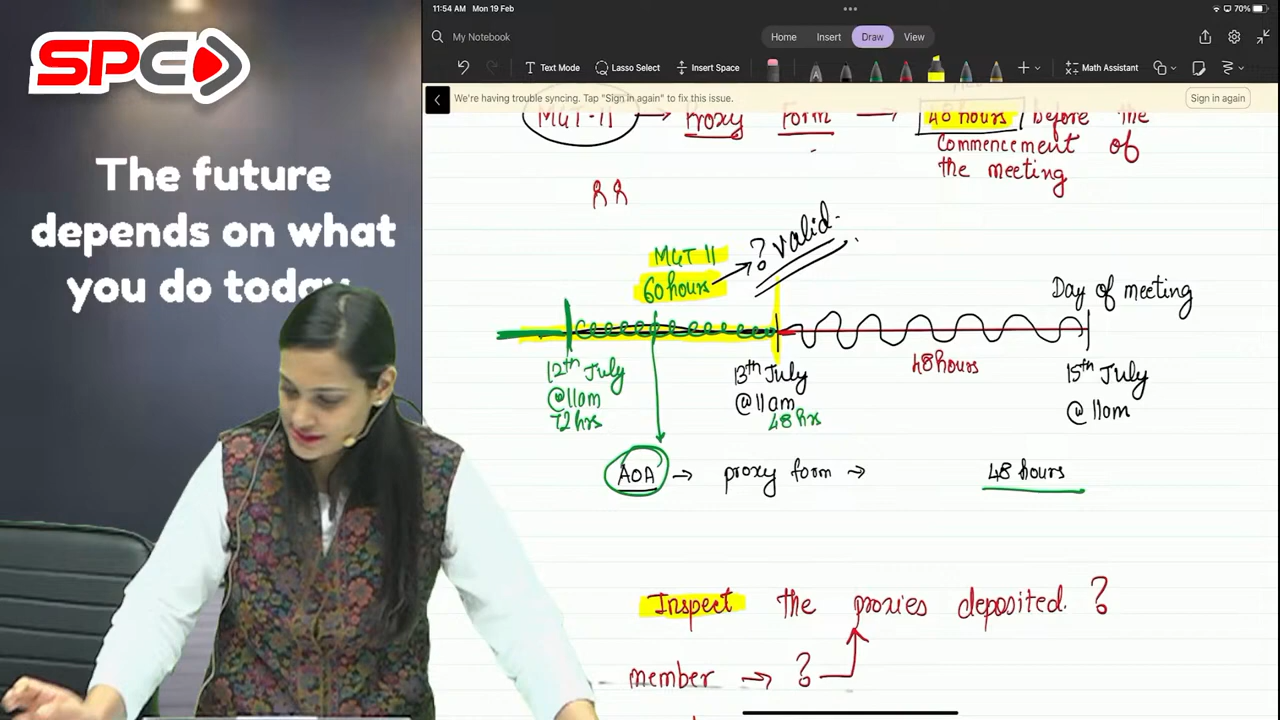 11:54 AM Mon 19 Feb
70%
My Notebook
Home Insert Draw View
Text Mode Lasso Select Insert Space Math Assistant
We're having trouble syncing. Tap "Sign in again" to fix this issue. Sign in again
SPC
The future
depends on what
you do today
MGT-11 → Proxy Form → 48 hours before the
commencement of
the meeting
MGT 11
60 hours → ? valid.
Day of meeting
48 hours
12th July
@11am
72 hrs
13th July
@11am
48 hrs
15th July
@ 11am
AOA → proxy form → 48 hours
Inspect the proxies deposited. ?
member → ?